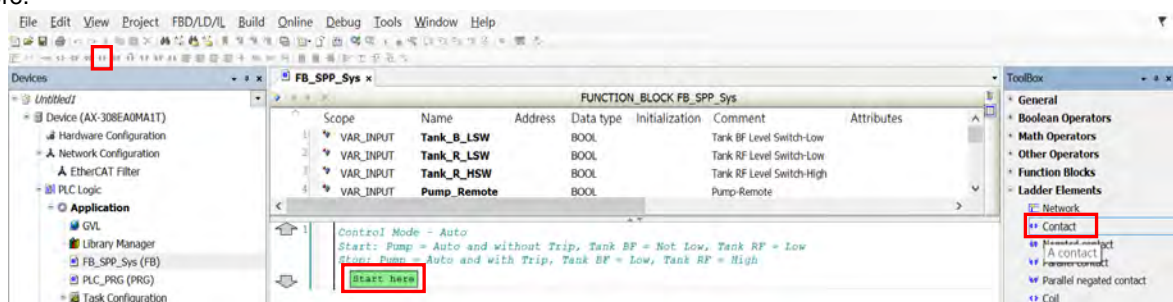 File Edit View Project FBD/LD/IL Build Online Debug Tools Window Help
Devices
Untitled1
Device (AX-308EA0MA1T)
Hardware Configuration
Network Configuration
EtherCAT Filter
PLC Logic
Application
GVL
Library Manager
FB_SPP_Sys (FB)
PLC_PRG (PRG)
Task Configuration
FB_SPP_Sys
FUNCTION_BLOCK FB_SPP_Sys
Scope Name Address Data type Initialization Comment Attributes
1 VAR_INPUT Tank_B_LSW BOOL Tank BF Level Switch-Low
2 VAR_INPUT Tank_R_LSW BOOL Tank RF Level Switch-Low
3 VAR_INPUT Tank_R_HSW BOOL Tank RF Level Switch-High
4 VAR_INPUT Pump_Remote BOOL Pump-Remote
1
Control Mode - Auto
Start: Pump = Auto and without Trip, Tank BF = Not Low, Tank RF = Low
Stop: Pump = Auto and with Trip, Tank BF = Low, Tank RF = High
Start here
ToolBox
General
Boolean Operators
Math Operators
Other Operators
Function Blocks
Ladder Elements
Network
Contact
A contact
Parallel negated contact
Coil